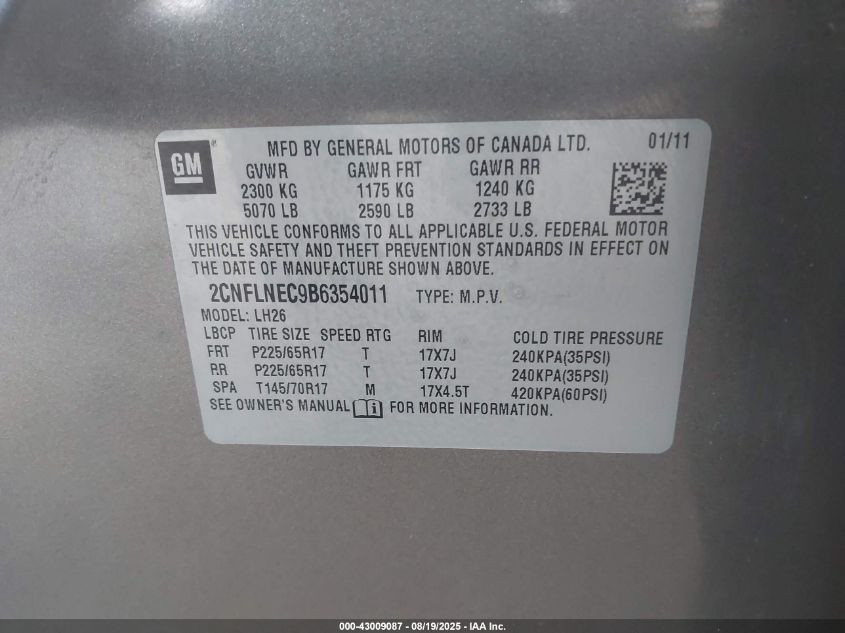 GM
MFD BY GENERAL MOTORS OF CANADA LTD. 01/11
GVWR GAWR FRT GAWR RR
2300 KG 1175 KG 1240 KG
5070 LB 2590 LB 2733 LB
THIS VEHICLE CONFORMS TO ALL APPLICABLE U.S. FEDERAL MOTOR
VEHICLE SAFETY AND THEFT PREVENTION STANDARDS IN EFFECT ON
THE DATE OF MANUFACTURE SHOWN ABOVE.
2CNFLNEC9B6354011 TYPE: M.P.V.
MODEL: LH26
LBCP TIRE SIZE SPEED RTG RIM COLD TIRE PRESSURE
FRT P225/65R17 T 17X7J 240KPA(35PSI)
RR P225/65R17 T 17X7J 240KPA(35PSI)
SPA T145/70R17 M 17X4.5T 420KPA(60PSI)
SEE OWNER'S MANUAL FOR MORE INFORMATION.
000-43009087 - 08/19/2025 - IAA Inc.